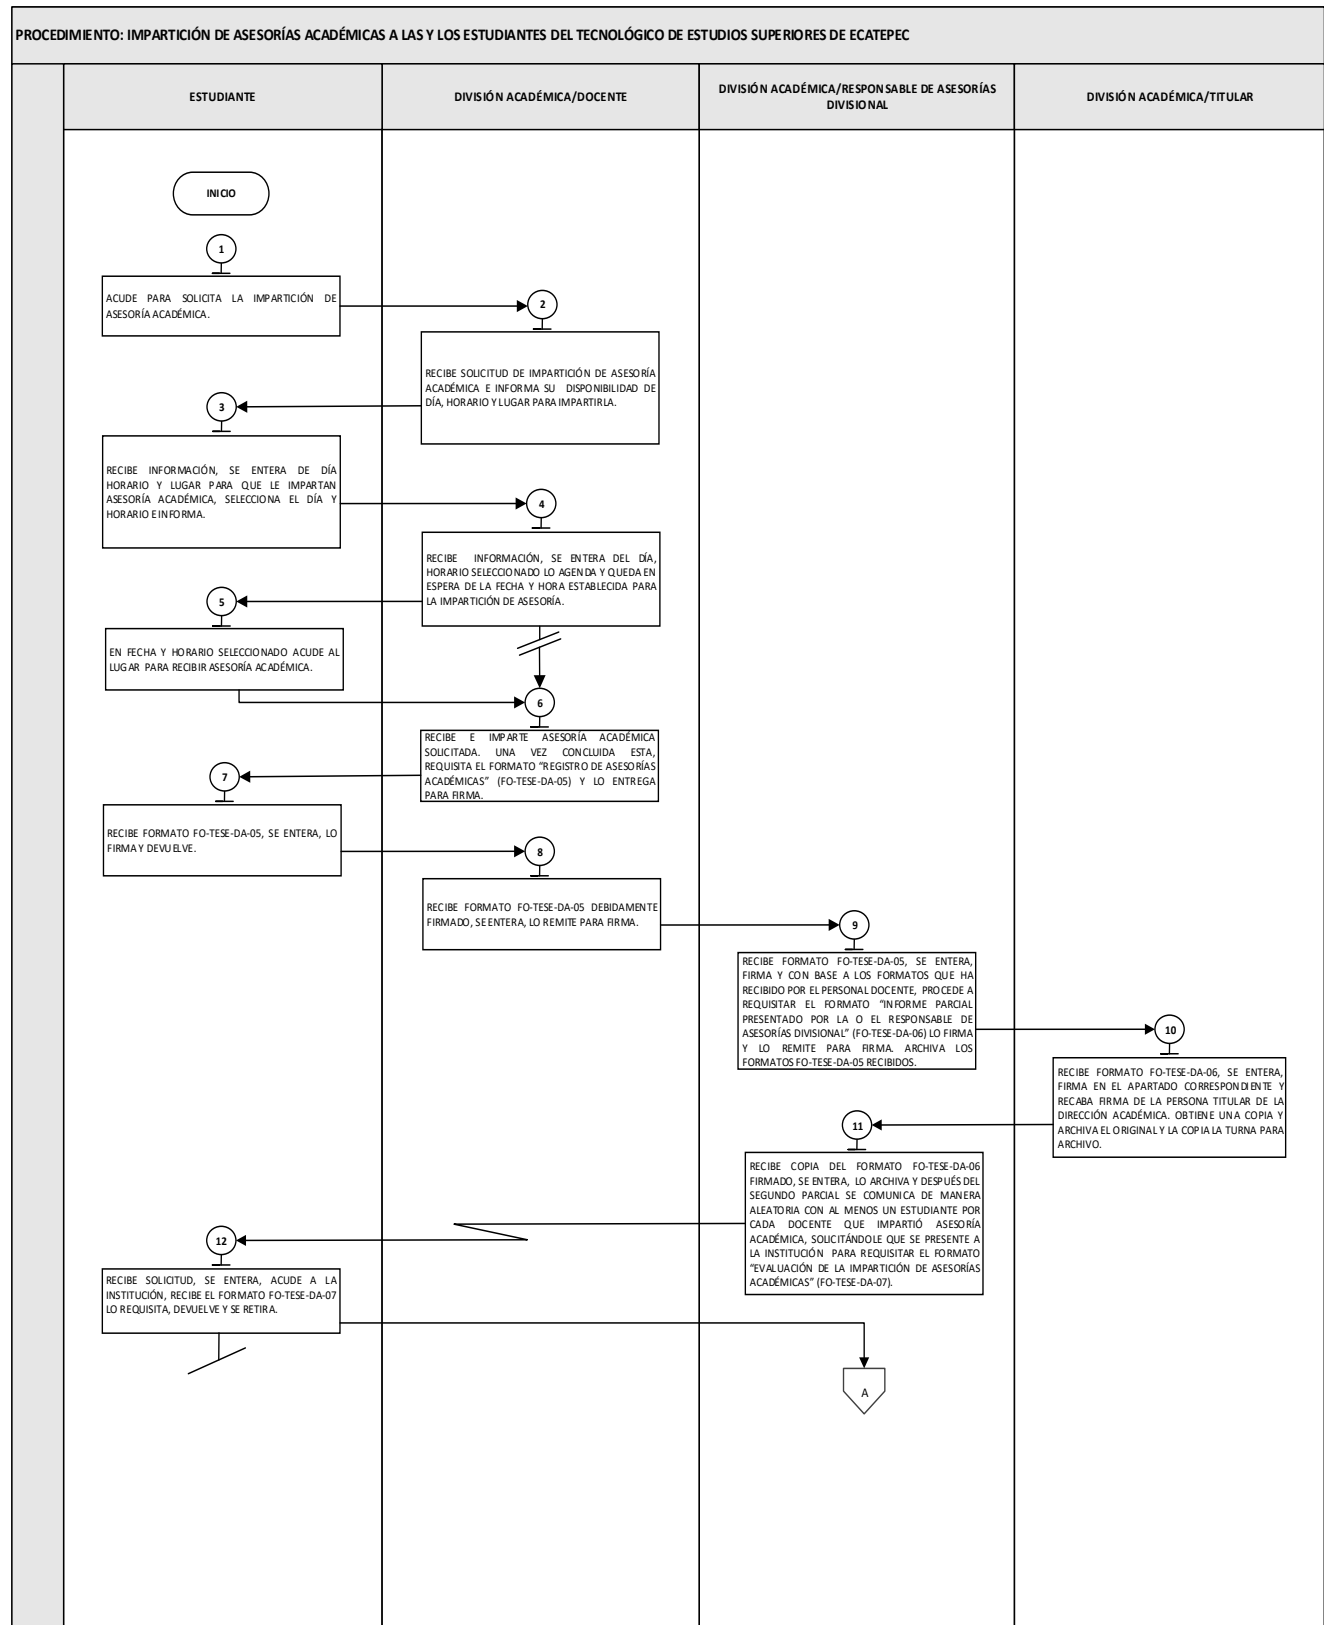 PROCEDIMIENTO: IMPARTICIÓN DE ASESORÍAS ACADÉMICAS A LAS Y LOS ESTUDIANTES DEL TECNOLÓGICO DE ESTUDIOS SUPERIORES DE ECATEPEC
ESTUDIANTE
DIVISIÓN ACADÉMICA/DOCENTE
DIVISIÓN ACADÉMICA/RESPONSABLE DE ASESORÍAS
DIVISIONAL
DIVISIÓN ACADÉMICA/TITULAR
INICIO
1
ACUDE PARA SOLICITA LA IMPARTICIÓN DE
ASESORÍA ACADÉMICA.
2
RECIBE SOLICITUD DE IMPARTICIÓN DE ASESORÍA
ACADÉMICA E INFORMA SU DISPONIBILIDAD DE
DÍA, HORARIO Y LUGAR PARA IMPARTIRLA.
3
RECIBE INFORMACIÓN, SE ENTERA DE DÍA
HORARIO Y LUGAR PARA QUE LE IMPARTAN
ASESORÍA ACADÉMICA, SELECCIONA EL DÍA Y
HORARIO E INFORMA.
4
RECIBE INFORMACIÓN, SE ENTERA DEL DÍA,
HORARIO SELECCIONADO LO AGENDA Y QUEDA EN
ESPERA DE LA FECHA Y HORA ESTABLECIDA PARA
LA IMPARTICIÓN DE ASESORÍA.
5
EN FECHA Y HORARIO SELECCIONADO ACUDE AL
LUGAR PARA RECIBIR ASESORÍA ACADÉMICA.
6
RECIBE E IMPARTE ASESORÍA ACADÉMICA
SOLICITADA. UNA VEZ CONCLUIDA ESTA,
REQUISITA EL FORMATO “REGISTRO DE ASESORÍAS
ACADÉMICAS” (FO-TESE-DA-05) Y LO ENTREGA
PARA FIRMA.
7
RECIBE FORMATO FO-TESE-DA-05, SE ENTERA, LO
FIRMA Y DEVUELVE.
8
RECIBE FORMATO FO-TESE-DA-05 DEBIDAMENTE
FIRMADO, SE ENTERA, LO REMITE PARA FIRMA.
9
RECIBE FORMATO FO-TESE-DA-05, SE ENTERA,
FIRMA Y CON BASE A LOS FORMATOS QUE HA
RECIBIDO POR EL PERSONAL DOCENTE, PROCEDE A
REQUISITAR EL FORMATO “INFORME PARCIAL
PRESENTADO POR LA O EL RESPONSABLE DE
ASESORÍAS DIVISIONAL” (FO-TESE-DA-06) LO FIRMA
Y LO REMITE PARA FIRMA. ARCHIVA LOS
FORMATOS FO-TESE-DA-05 RECIBIDOS.
10
RECIBE FORMATO FO-TESE-DA-06, SE ENTERA,
FIRMA EN EL APARTADO CORRESPONDIENTE Y
RECABA FIRMA DE LA PERSONA TITULAR DE LA
DIRECCIÓN ACADÉMICA. OBTIENE UNA COPIA Y
ARCHIVA EL ORIGINAL Y LA COPIA LA TURNA PARA
ARCHIVO.
11
RECIBE COPIA DEL FORMATO FO-TESE-DA-06
FIRMADO, SE ENTERA, LO ARCHIVA Y DESPUÉS DEL
SEGUNDO PARCIAL SE COMUNICA DE MANERA
ALEATORIA CON AL MENOS UN ESTUDIANTE POR
CADA DOCENTE QUE IMPARTIÓ ASESORÍA
ACADÉMICA, SOLICITÁNDOLE QUE SE PRESENTE A
LA INSTITUCIÓN PARA REQUISITAR EL FORMATO
“EVALUACIÓN DE LA IMPARTICIÓN DE ASESORÍAS
ACADÉMICAS” (FO-TESE-DA-07).
12
RECIBE SOLICITUD, SE ENTERA, ACUDE A LA
INSTITUCIÓN, RECIBE EL FORMATO FO-TESE-DA-07
LO REQUISITA, DEVUELVE Y SE RETIRA.
A